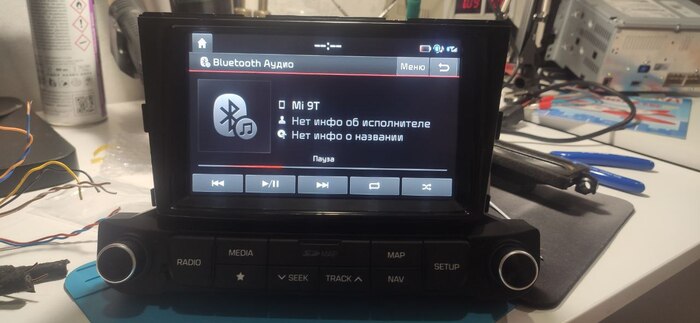 --:--
Bluetooth Аудио
Меню
Mi 9T
Нет инфо об исполнителе
Нет инфо о названии
Пауза
RADIO
MEDIA
MAP
SETUP
★
SEEK
TRACK
NAV